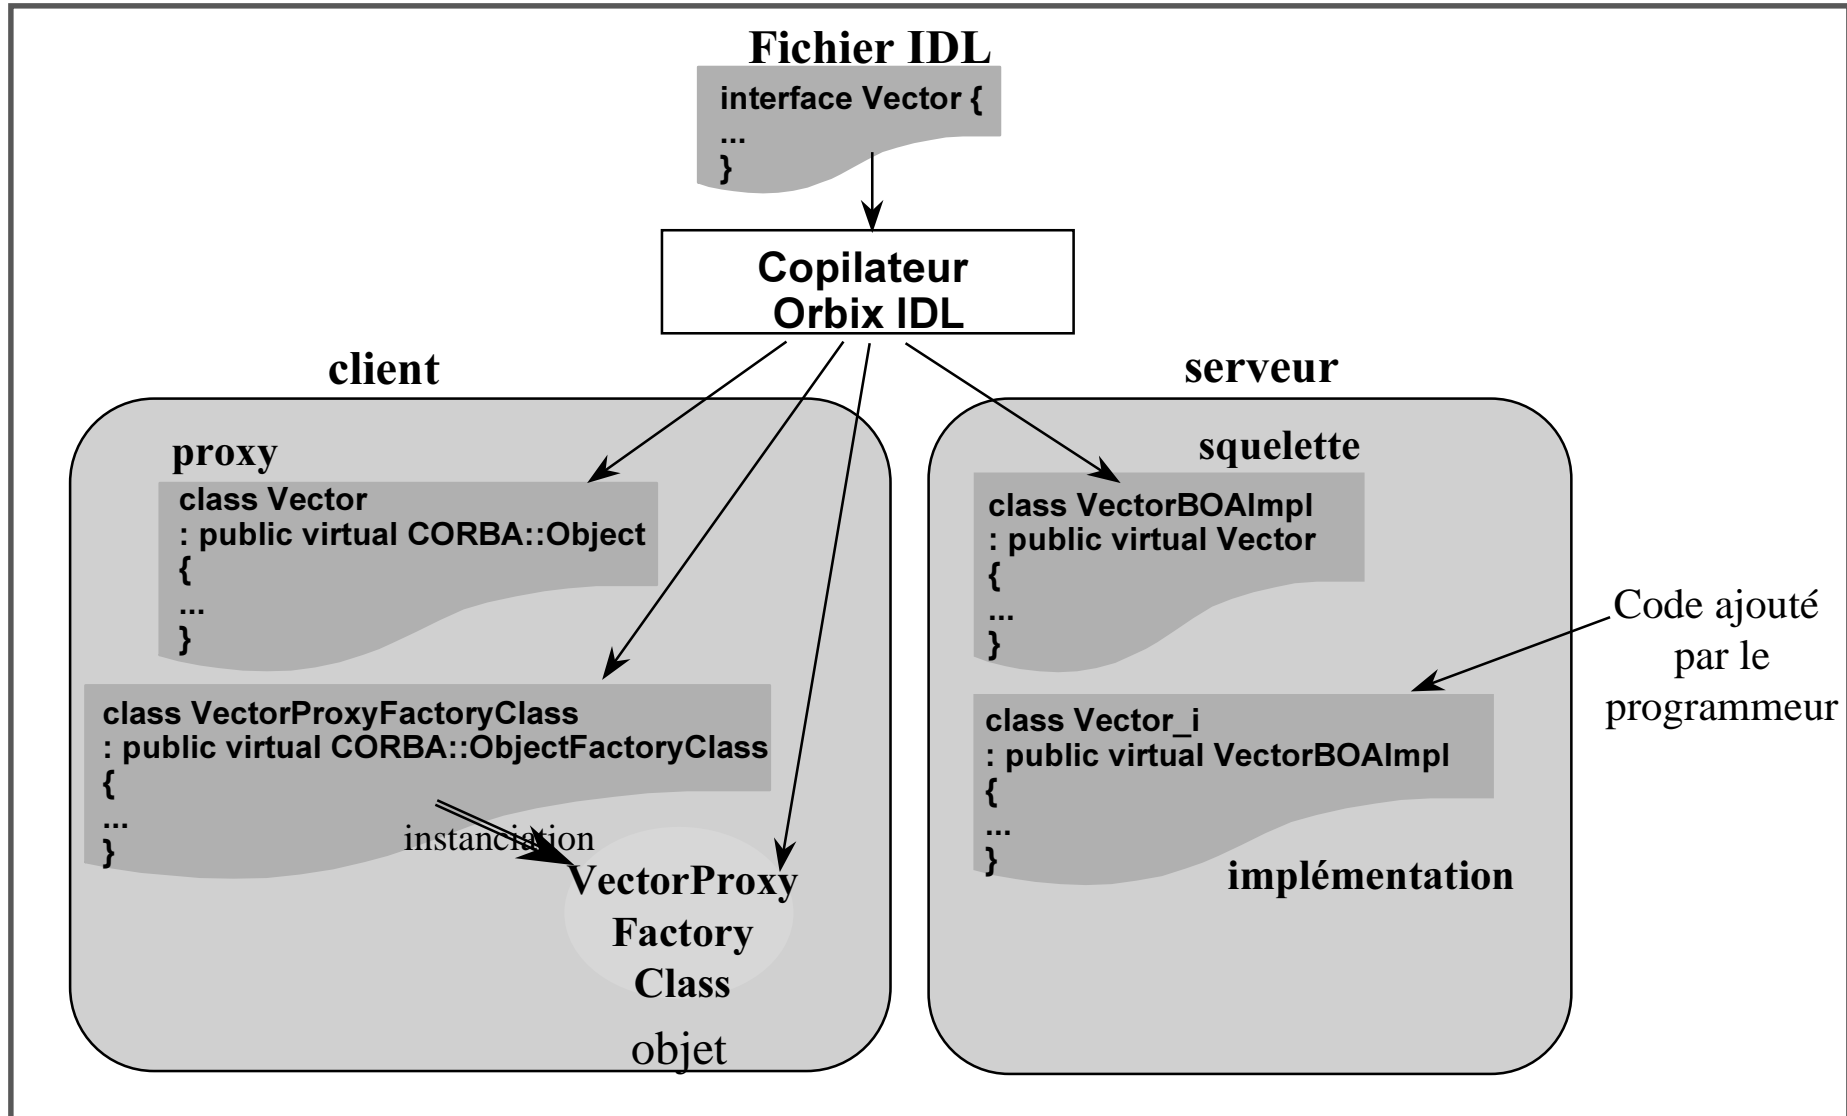 Fichier IDL
interface Vector {
...
}
Copilateur
Orbix IDL
client
proxy
class Vector
: public virtual CORBA::Object
{
...
}
class VectorProxyFactoryClass
: public virtual CORBA::ObjectFactoryClass
{
...
}
instanciation
VectorProxy
Factory
Class
objet
serveur
squelette
class VectorBOAImpl
: public virtual Vector
{
...
}
class Vector_i
: public virtual VectorBOAImpl
{
...
}
implémentation
Code ajouté
par le
programmeur